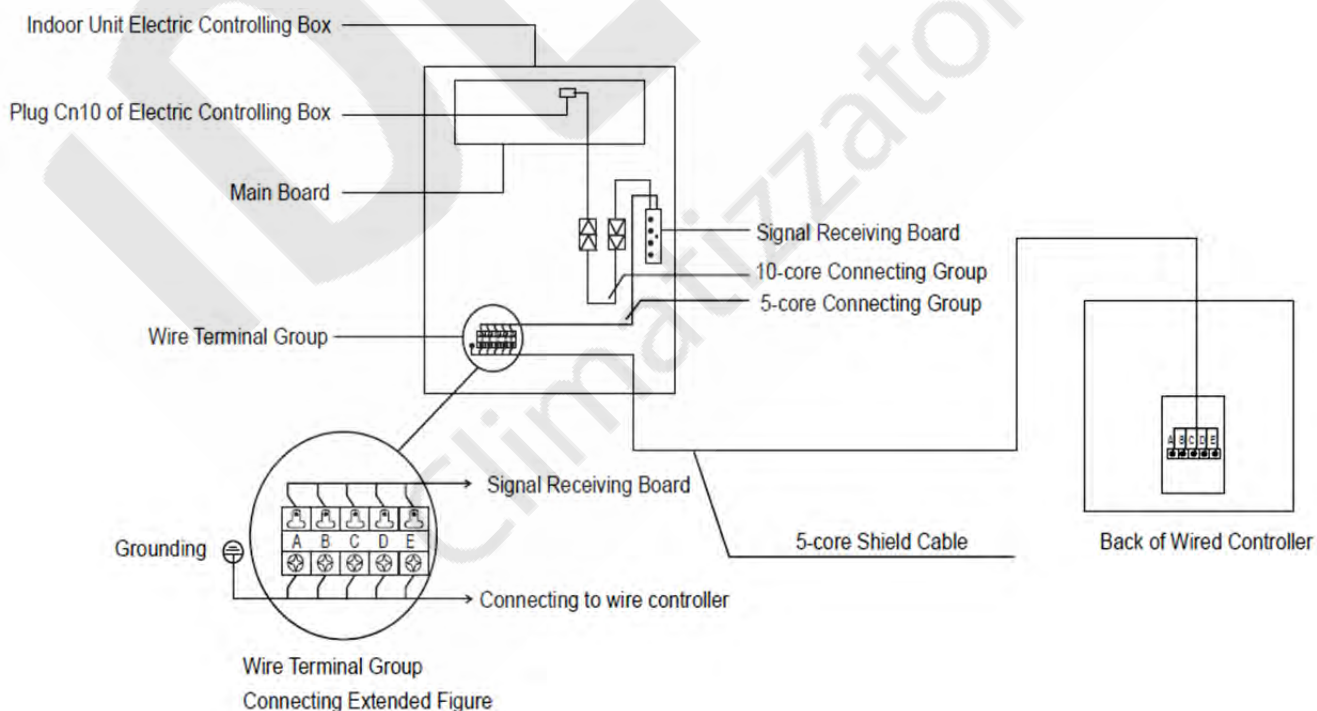 Indoor Unit Electric Controlling Box
Plug Cn10 of Electric Controlling Box
Main Board
Signal Receiving Board
10-core Connecting Group
5-core Connecting Group
Wire Terminal Group
A B C D E
Signal Receiving Board
A B C D E
Grounding
5-core Shield Cable
Back of Wired Controller
Connecting to wire controller
Wire Terminal Group
Connecting Extended Figure
climatizzator